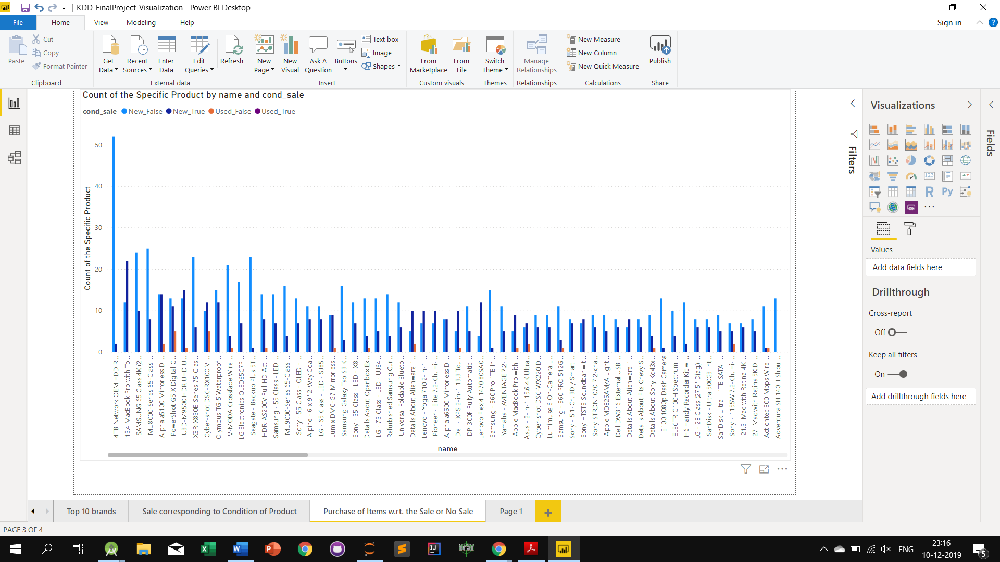 KDD_FinalProject_Visualization - Power BI Desktop
File
Home
View
Modeling
Help
Sign in
?
Paste
Cut
Copy
Format Painter
Clipboard
Get Data
Recent Sources
Enter Data
Edit Queries
Refresh
External data
New Page
New Visual
Ask A Question
Buttons
Text box
Image
Shapes
Insert
From Marketplace
From File
Custom visuals
Switch Theme
Themes
Manage Relationships
Relationships
New Measure
New Column
New Quick Measure
Calculations
Publish
Share
Count of the Specific Product by name and cond_sale
cond_sale New_False New_True Used_False Used_True
Count of the Specific Product
50
40
30
20
10
0
4TB Network OEM HDD R...
15.4 MacBook Pro with To...
SAMSUNG 65 Class 4K (2...
MU8000-Series 65-Class ...
Alpha a5100 Mirrorless Di...
PowerShot G5 X Digital C...
UBD-M9500 HDR UHD U...
XBR-X850E-Series 75-Clas...
Cyber-shot DSC-RX100 V ...
Olympus TG-5 Waterproof...
V-MODA Crossfade Wirel...
LG Electronics OLED65C7P...
Seagate - Backup Plus 5T...
HDR-AS200V Full HD Acti...
Samsung - 55 Class - LED ...
MU9000-Series 65-Class ...
Sony - 55 Class - OLED - ...
Alpine - 6 x 9" 2-Way Coa...
LG - 65 Class - LED - SJ85...
Lumix DMC-G7 Mirrorless...
Samsung Galaxy Tab S3 K...
Sony - 55 Class - LED - X8...
Details About Openbox Ex...
LG - 75 Class - LED - UJ64...
Refurbished Samsung Cur...
Universal Foldable Blueto...
Details About Alienware 1...
Lenovo - Yoga 710 2-in-1 ...
Pioneer - Elite 7.2-Ch. Hi-...
Alpha a6500 Mirrorless Di...
Dell - XPS 2-in-1 13.3 Tou...
DP-300F Fully Automatic ...
Lenovo Flex 4 1470 80SA0...
Samsung - 960 Pro 1TB In...
Yamaha - AVENTAGE 7.2-...
Apple MacBook Pro with ...
Asus - 2-in-1 15.6 4K Ultra...
Cyber-shot DSC-WX220 D...
Lumimuse 6 On-Camera L...
Samsung - 960 PRO 512G...
Sony - 5.1-Ch. 3D / Smart ...
Sony HTST9 Soundbar wit...
Sony STRDN1070 7.2-cha...
Apple MD825AM/A Light...
Dell DW316 External USB ...
Details About Alienware 1...
Details About Fits Chevy S...
Details About Sony Kd43x...
E100 1080p Dash Camera
ELECTRIC100H Spectrum ...
H6 Handy Recorder Kit wi...
LG - 28 Class (27.5" Diag.) ...
SanDisk - Ultra 500GB Int...
SanDisk Ultra II 1TB SATA I...
Sony - 1155W 7.2-Ch. Hi-...
21.5 iMac with Retina 4K ...
27 iMac with Retina 5K Di...
Actiontec 300 Mbps Wirel...
Adventura SH 140 II Shoul...
name
Filters
Visualizations
123
R
Py
Values
Add data fields here
Drillthrough
Cross-report
Off
Keep all filters
On
Add drillthrough fields here
Fields
Top 10 brands
Sale corresponding to Condition of Product
Purchase of Items w.r.t. the Sale or No Sale
Page 1
+
PAGE 3 OF 4
ENG
23:16
10-12-2019
5